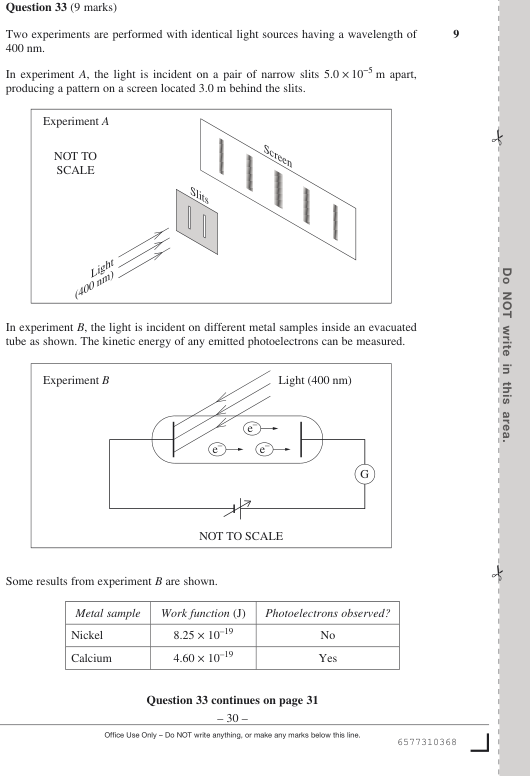 Question 33 (9 marks)
Two experiments are performed with identical light sources having a wavelength of 9
400 nm.
In experiment A, the light is incident on a pair of narrow slits 5.0 × 10⁻⁵ m apart,
producing a pattern on a screen located 3.0 m behind the slits.
Experiment A
NOT TO
SCALE
Screen
Slits
Light
(400 nm)
In experiment B, the light is incident on different metal samples inside an evacuated
tube as shown. The kinetic energy of any emitted photoelectrons can be measured.
Experiment B
Light (400 nm)
e⁻
e⁻ e⁻
G
NOT TO SCALE
Some results from experiment B are shown.
Metal sample Work function (J) Photoelectrons observed?
Nickel 8.25 × 10⁻¹⁹ No
Calcium 4.60 × 10⁻¹⁹ Yes
Question 33 continues on page 31
– 30 –
Office Use Only – Do NOT write anything, or make any marks below this line.
6577310368
Do NOT write in this area.